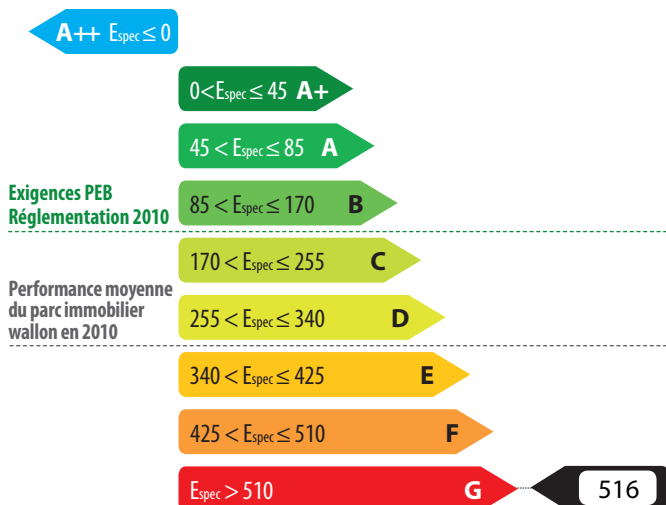 A++ Espec ≤ 0
0<Espec ≤ 45 A+
45 < Espec ≤ 85 A
Exigences PEB
Réglementation 2010
85 < Espec ≤ 170 B
170 < Espec ≤ 255 C
Performance moyenne
du parc immobilier
wallon en 2010
255 < Espec ≤ 340 D
340 < Espec ≤ 425 E
425 < Espec ≤ 510 F
Espec > 510 G
516